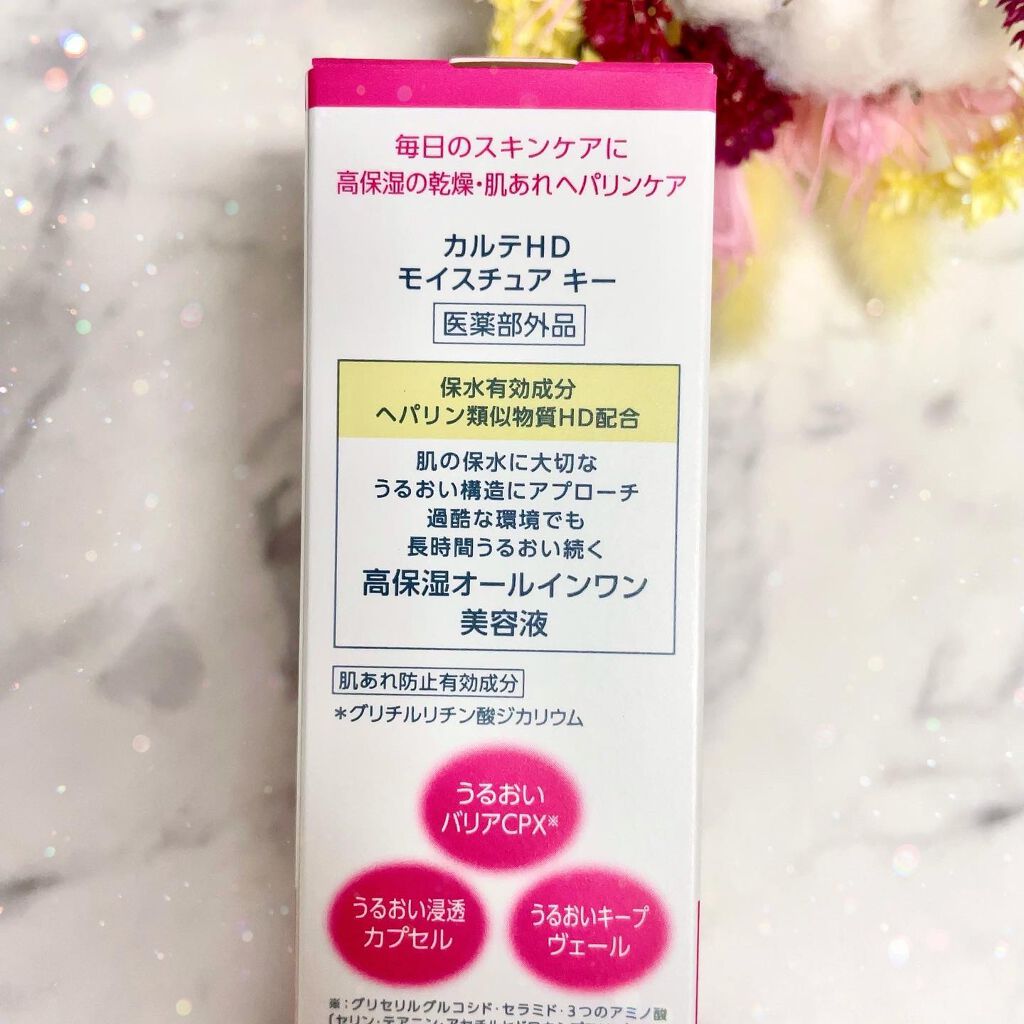 毎日のスキンケアに
高保湿の乾燥・肌あれヘパリンケア
カルテHD
モイスチュア キー
医薬部外品
保水有効成分
ヘパリン類似物質HD配合
肌の保水に大切な
うるおい構造にアプローチ
過酷な環境でも
長時間うるおい続く
高保湿オールインワン
美容液
肌あれ防止有効成分
*グリチルリチン酸ジカリウム
うるおい
バリアCPX※
うるおい浸透
カプセル
うるおいキープ
ヴェール
※:グリセリルグルコシド・セラミド・3つのアミノ酸